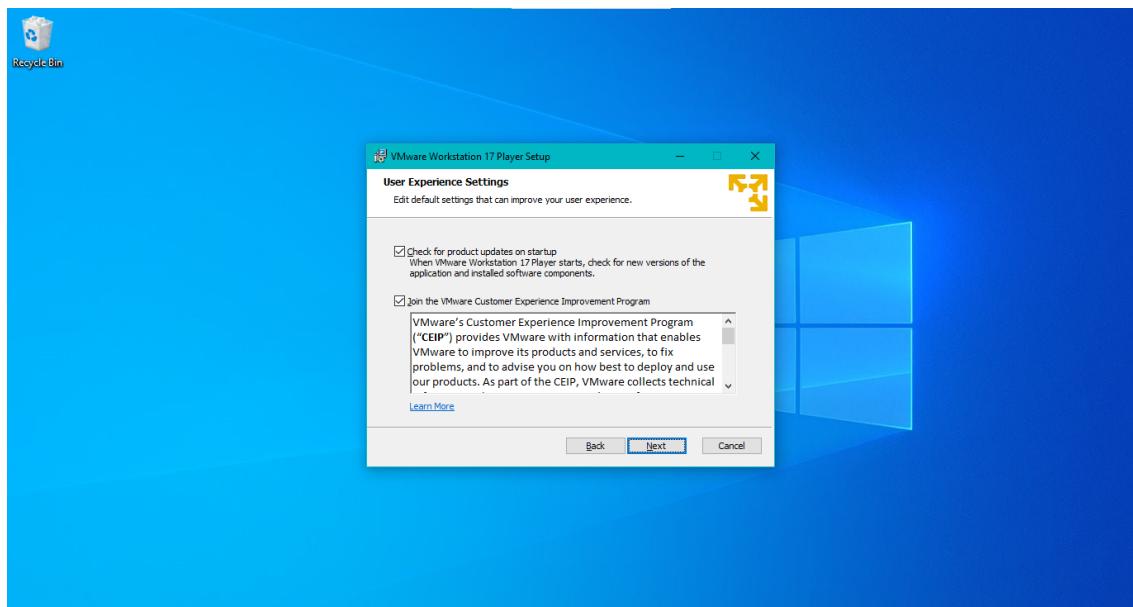 Recycle Bin
VMware Workstation 17 Player Setup
User Experience Settings
Edit default settings that can improve your user experience.
Check for product updates on startup
When VMware Workstation 17 Player starts, check for new versions of the
application and installed software components.
Join the VMware Customer Experience Improvement Program
VMware's Customer Experience Improvement Program
("CEIP") provides VMware with information that enables
VMware to improve its products and services, to fix
problems, and to advise you on how best to deploy and use
our products. As part of the CEIP, VMware collects technical
Learn More
Back
Next
Cancel